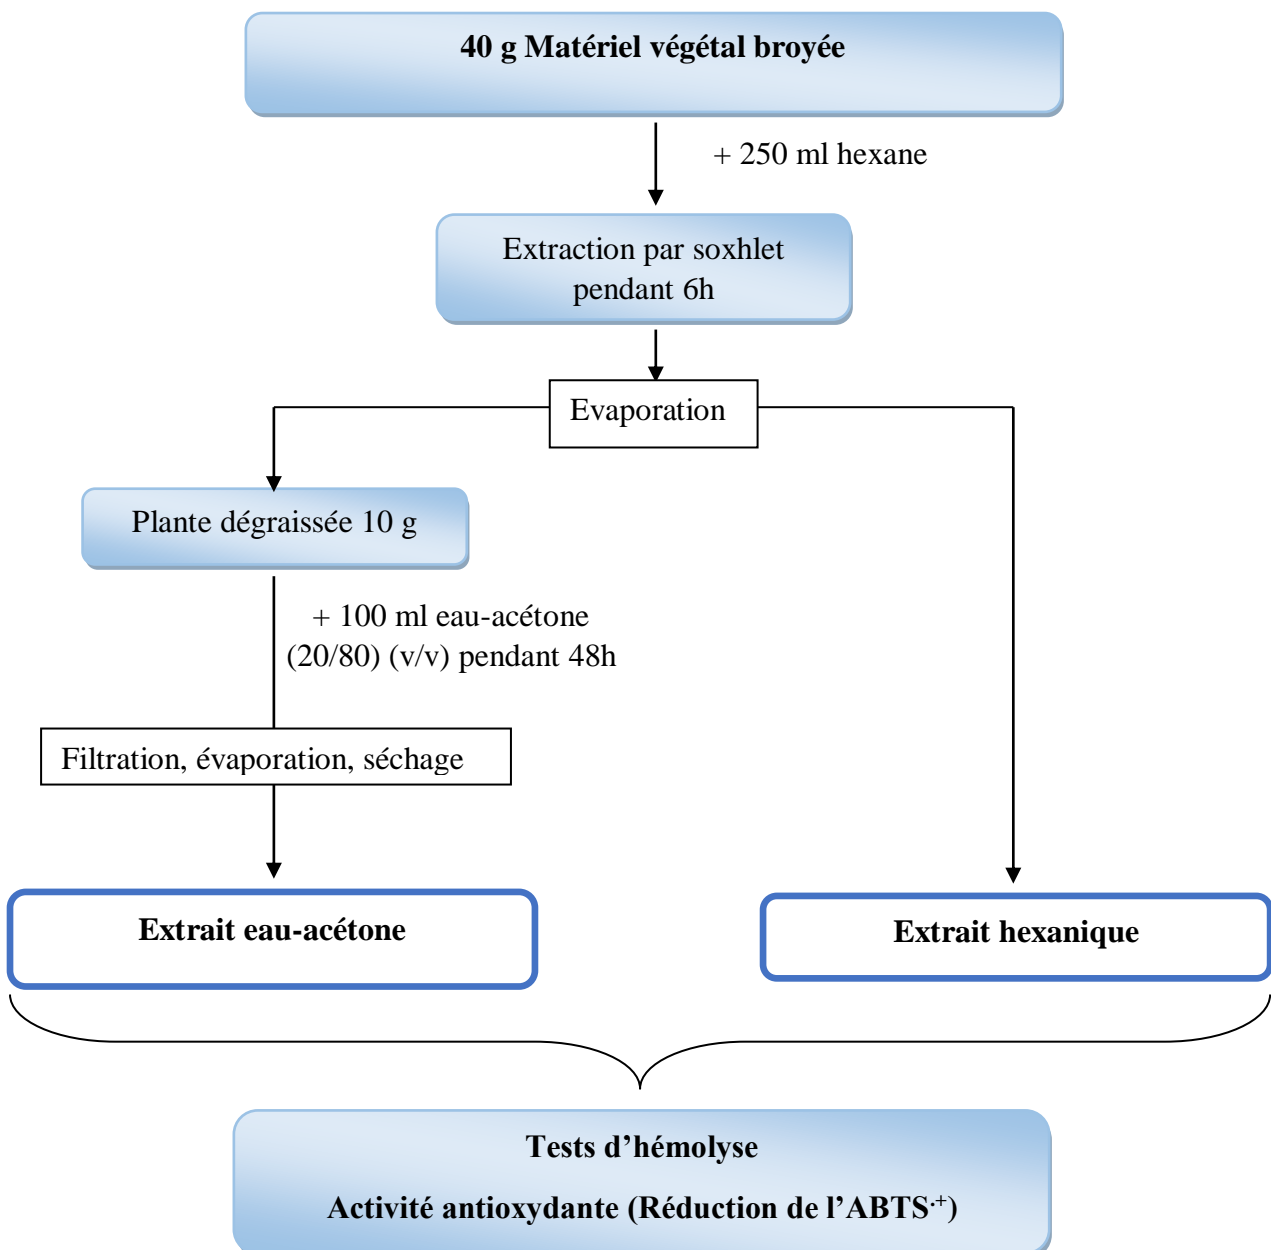 40 g Matériel végétal broyée
+ 250 ml hexane
Extraction par soxhlet
pendant 6h
Evaporation
Plante dégraissée 10 g
+ 100 ml eau-acétone
(20/80) (v/v) pendant 48h
Filtration, évaporation, séchage
Extrait eau-acétone
Extrait hexanique
Tests d’hémolyse
Activité antioxydante (Réduction de l’ABTS·+)